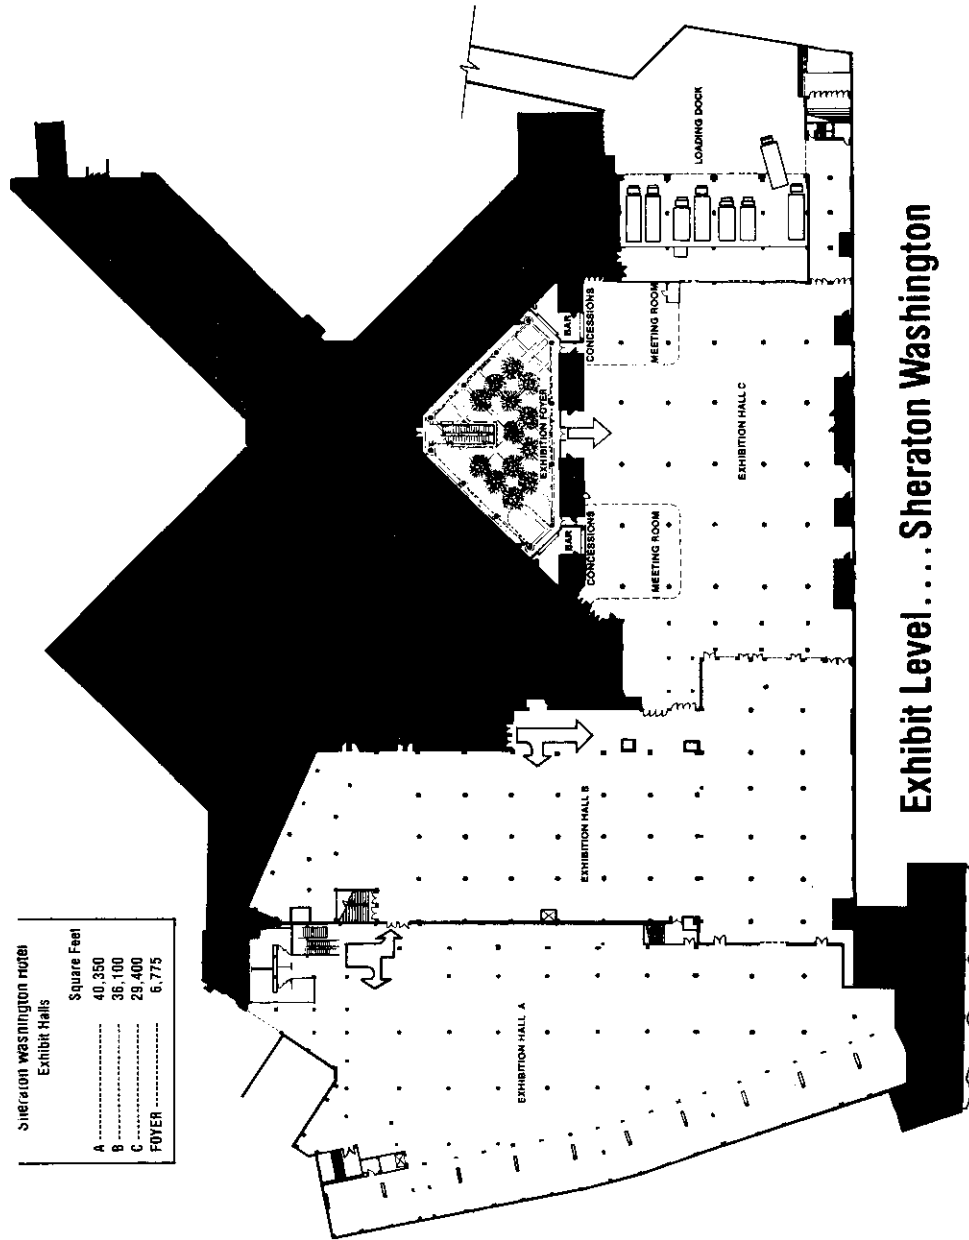 Sheraton Washington Hotel
Exhibit Halls
Square Feet
A ---------- 40,350
B ---------- 36,100
C ---------- 29,400
FOYER ---------- 6,775
EXHIBITION HALL A
EXHIBITION HALL B
EXHIBITION HALL C
EXHIBITION FOYER
BAR
CONCESSIONS
MEETING ROOM
BAR
CONCESSIONS
MEETING ROOM
LOADING DOCK
Exhibit Level.... Sheraton Washington